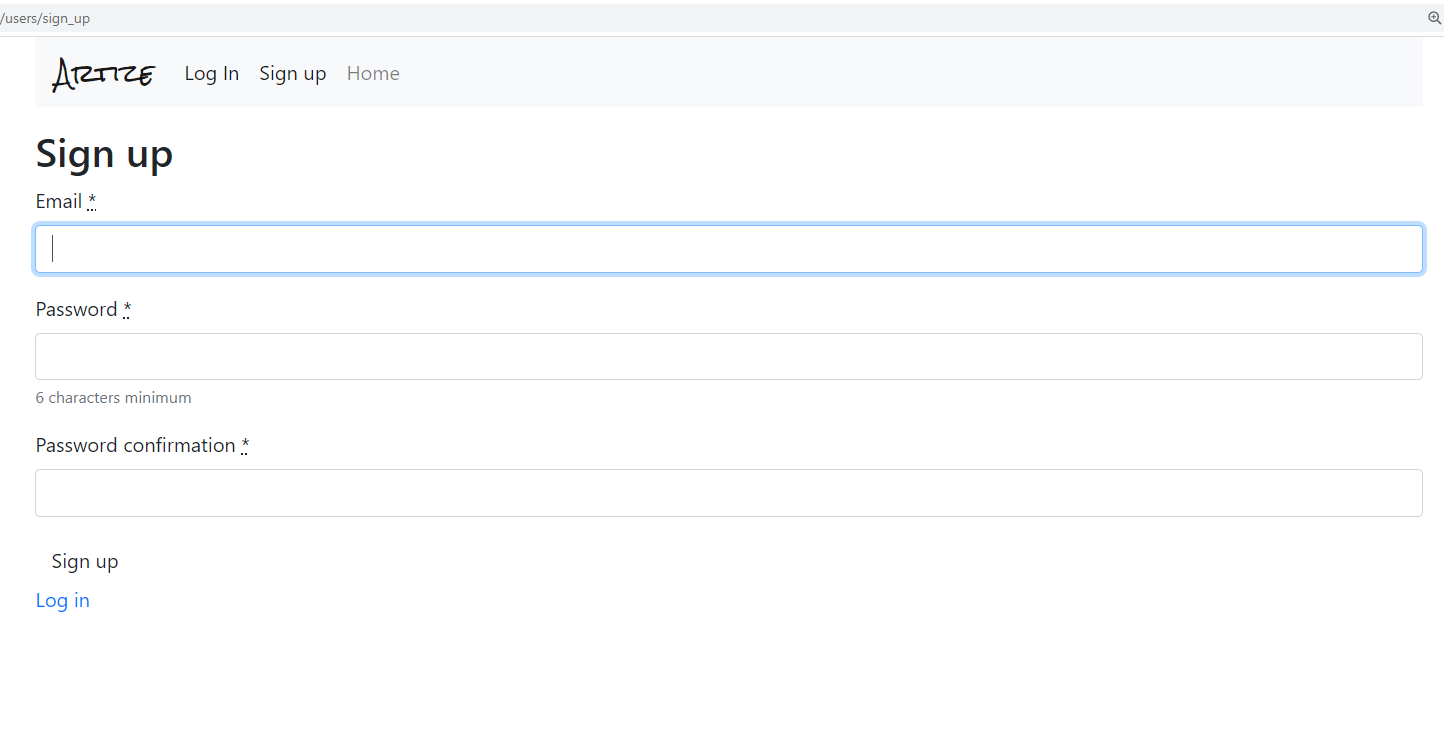 /users/sign_up
Artize Log In Sign up Home
Sign up
Email *
Password *
6 characters minimum
Password confirmation *
Sign up
Log in